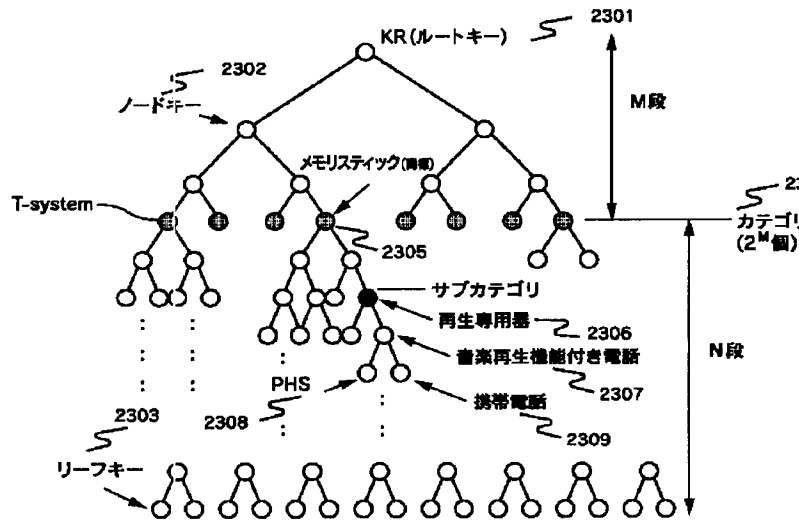 2301
KR(ルートキー)
2302
M段
ノードキー
メモリスティック
T-system
カテゴリ
(2^M個)
2305
サブカテゴリ
再生専用器
2306
N段
音楽再生機能付き電話
PHS
2307
携帯電話
2303
2308
2309
リーフキー